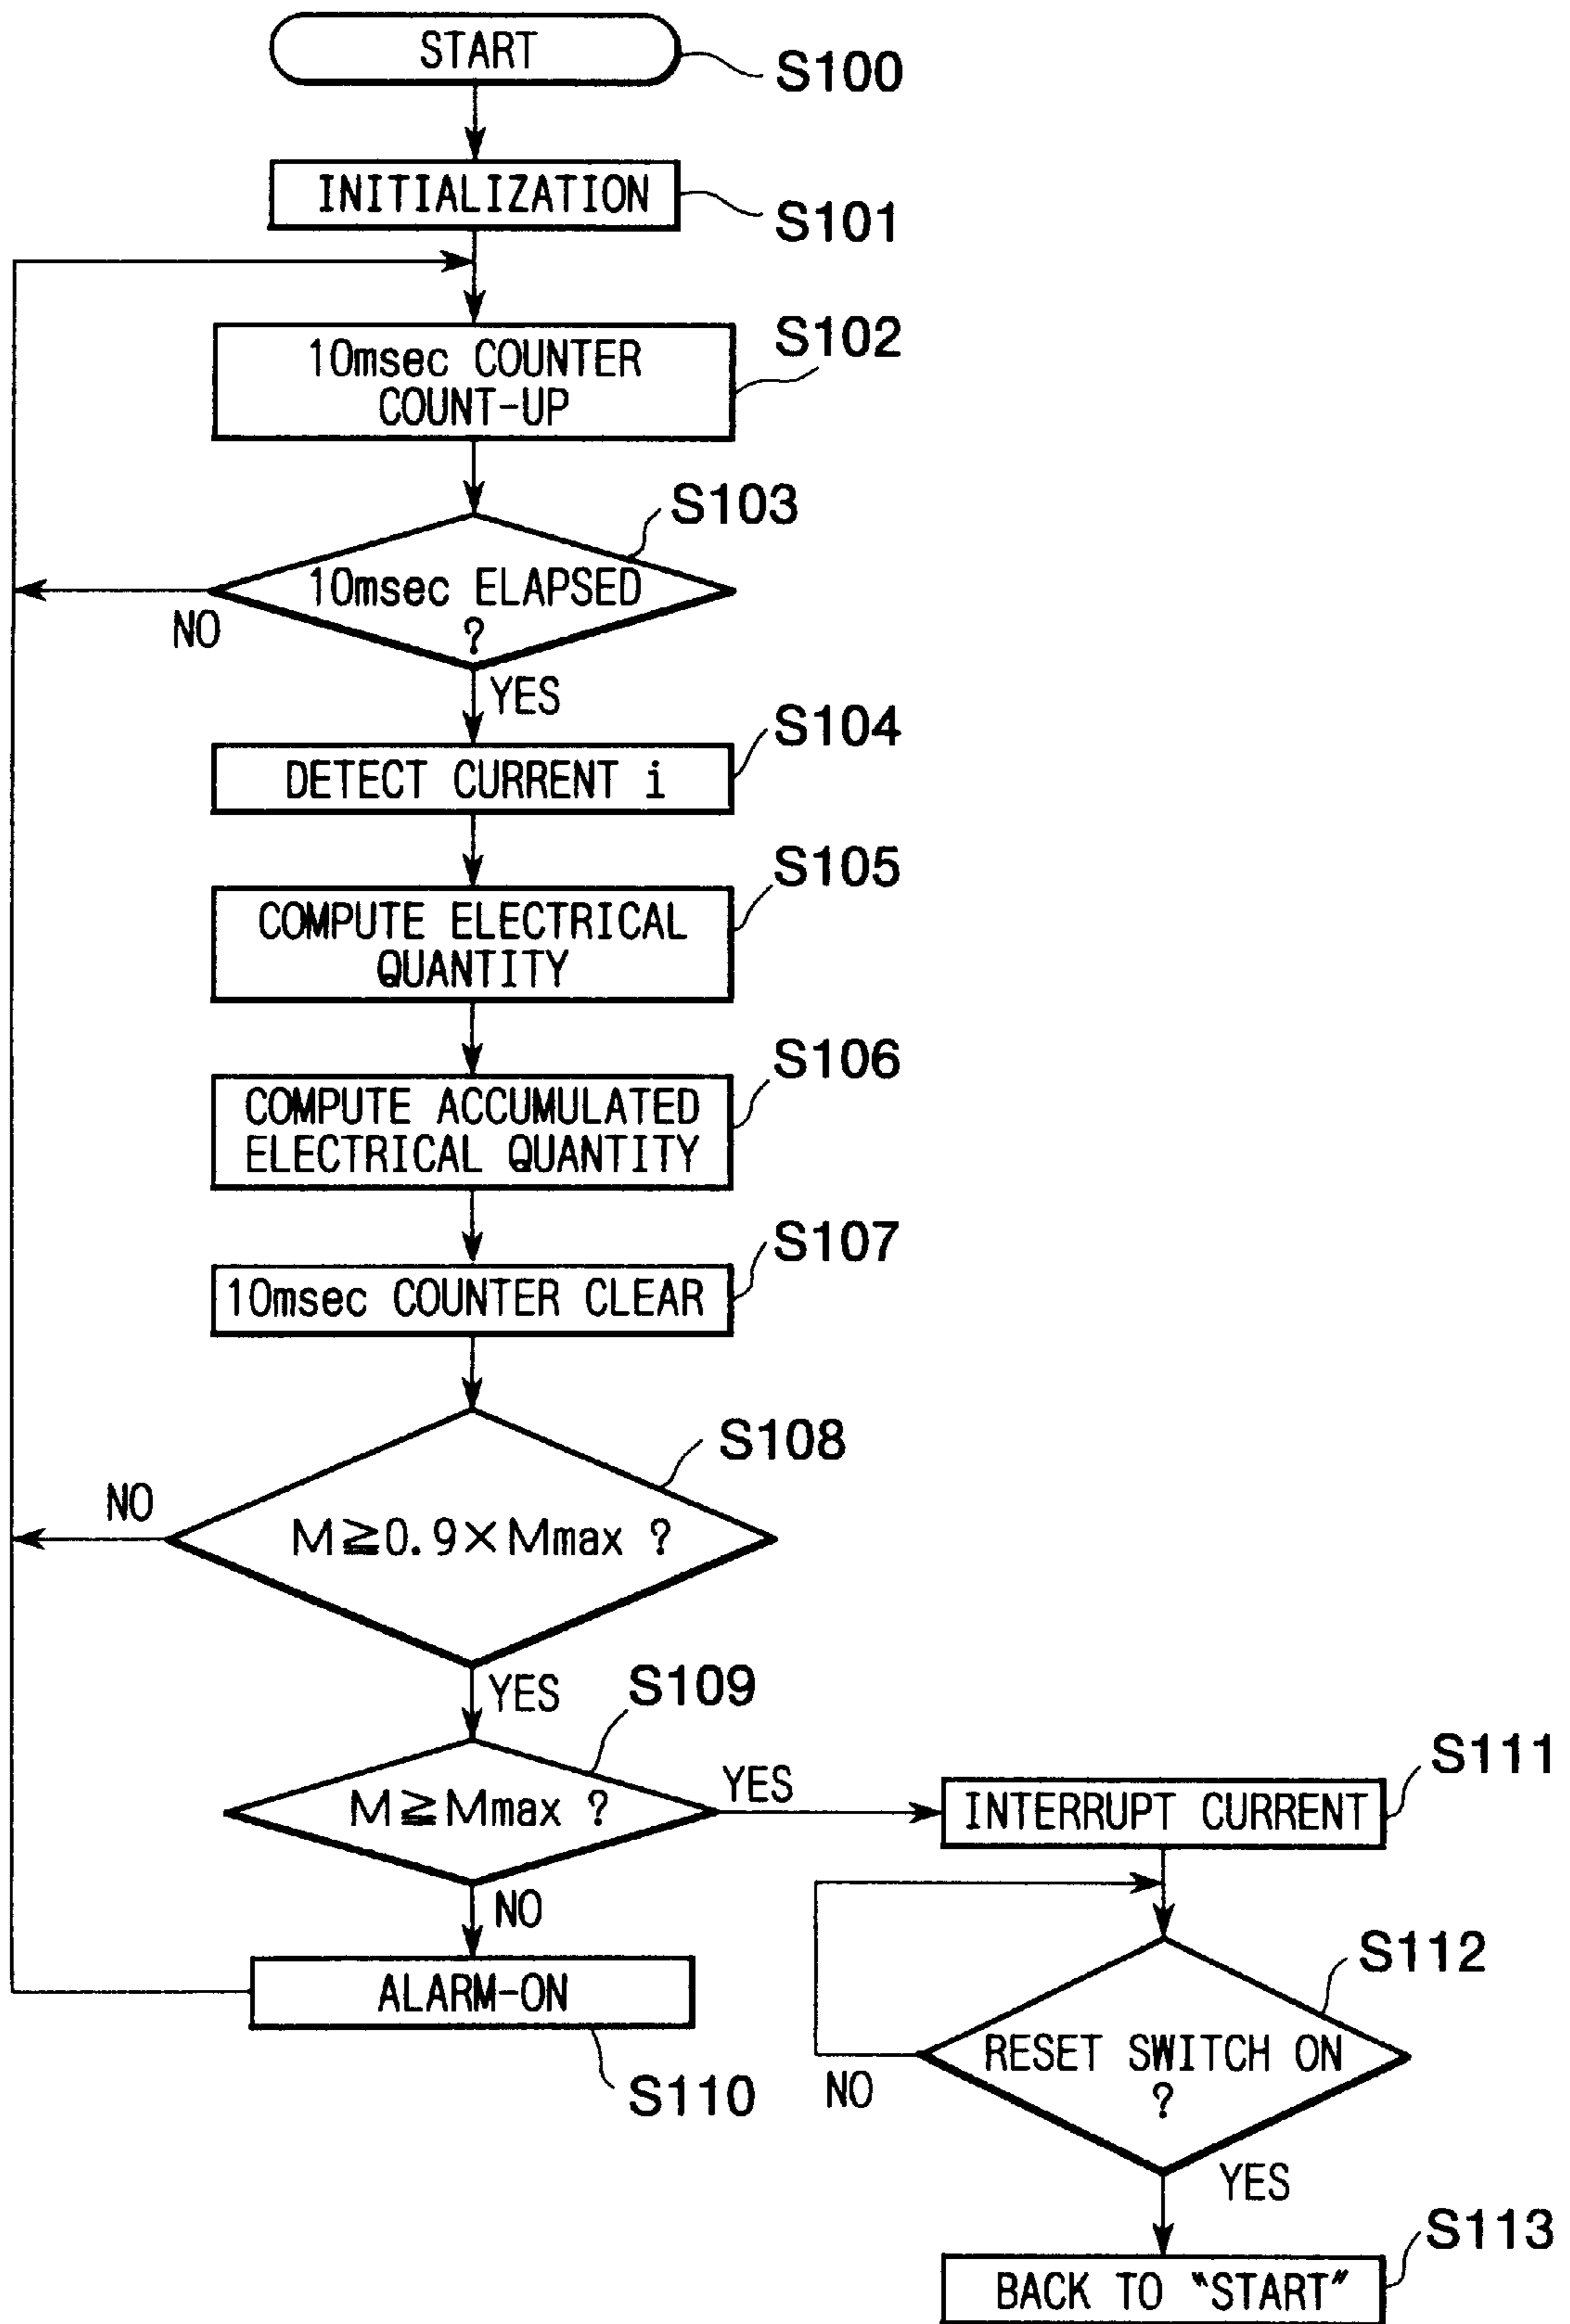 START
S100
INITIALIZATION
S101
10msec COUNTER
COUNT-UP
S102
S103
10msec ELAPSED
?
NO
YES
S104
DETECT CURRENT i
S105
COMPUTE ELECTRICAL
QUANTITY
S106
COMPUTE ACCUMULATED
ELECTRICAL QUANTITY
S107
10msec COUNTER CLEAR
S108
NO
M≧0.9×Mmax ?
YES
S109
M≧Mmax ?
YES
S111
INTERRUPT CURRENT
NO
ALARM-ON
S110
S112
RESET SWITCH ON
?
NO
YES
S113
BACK TO “START”